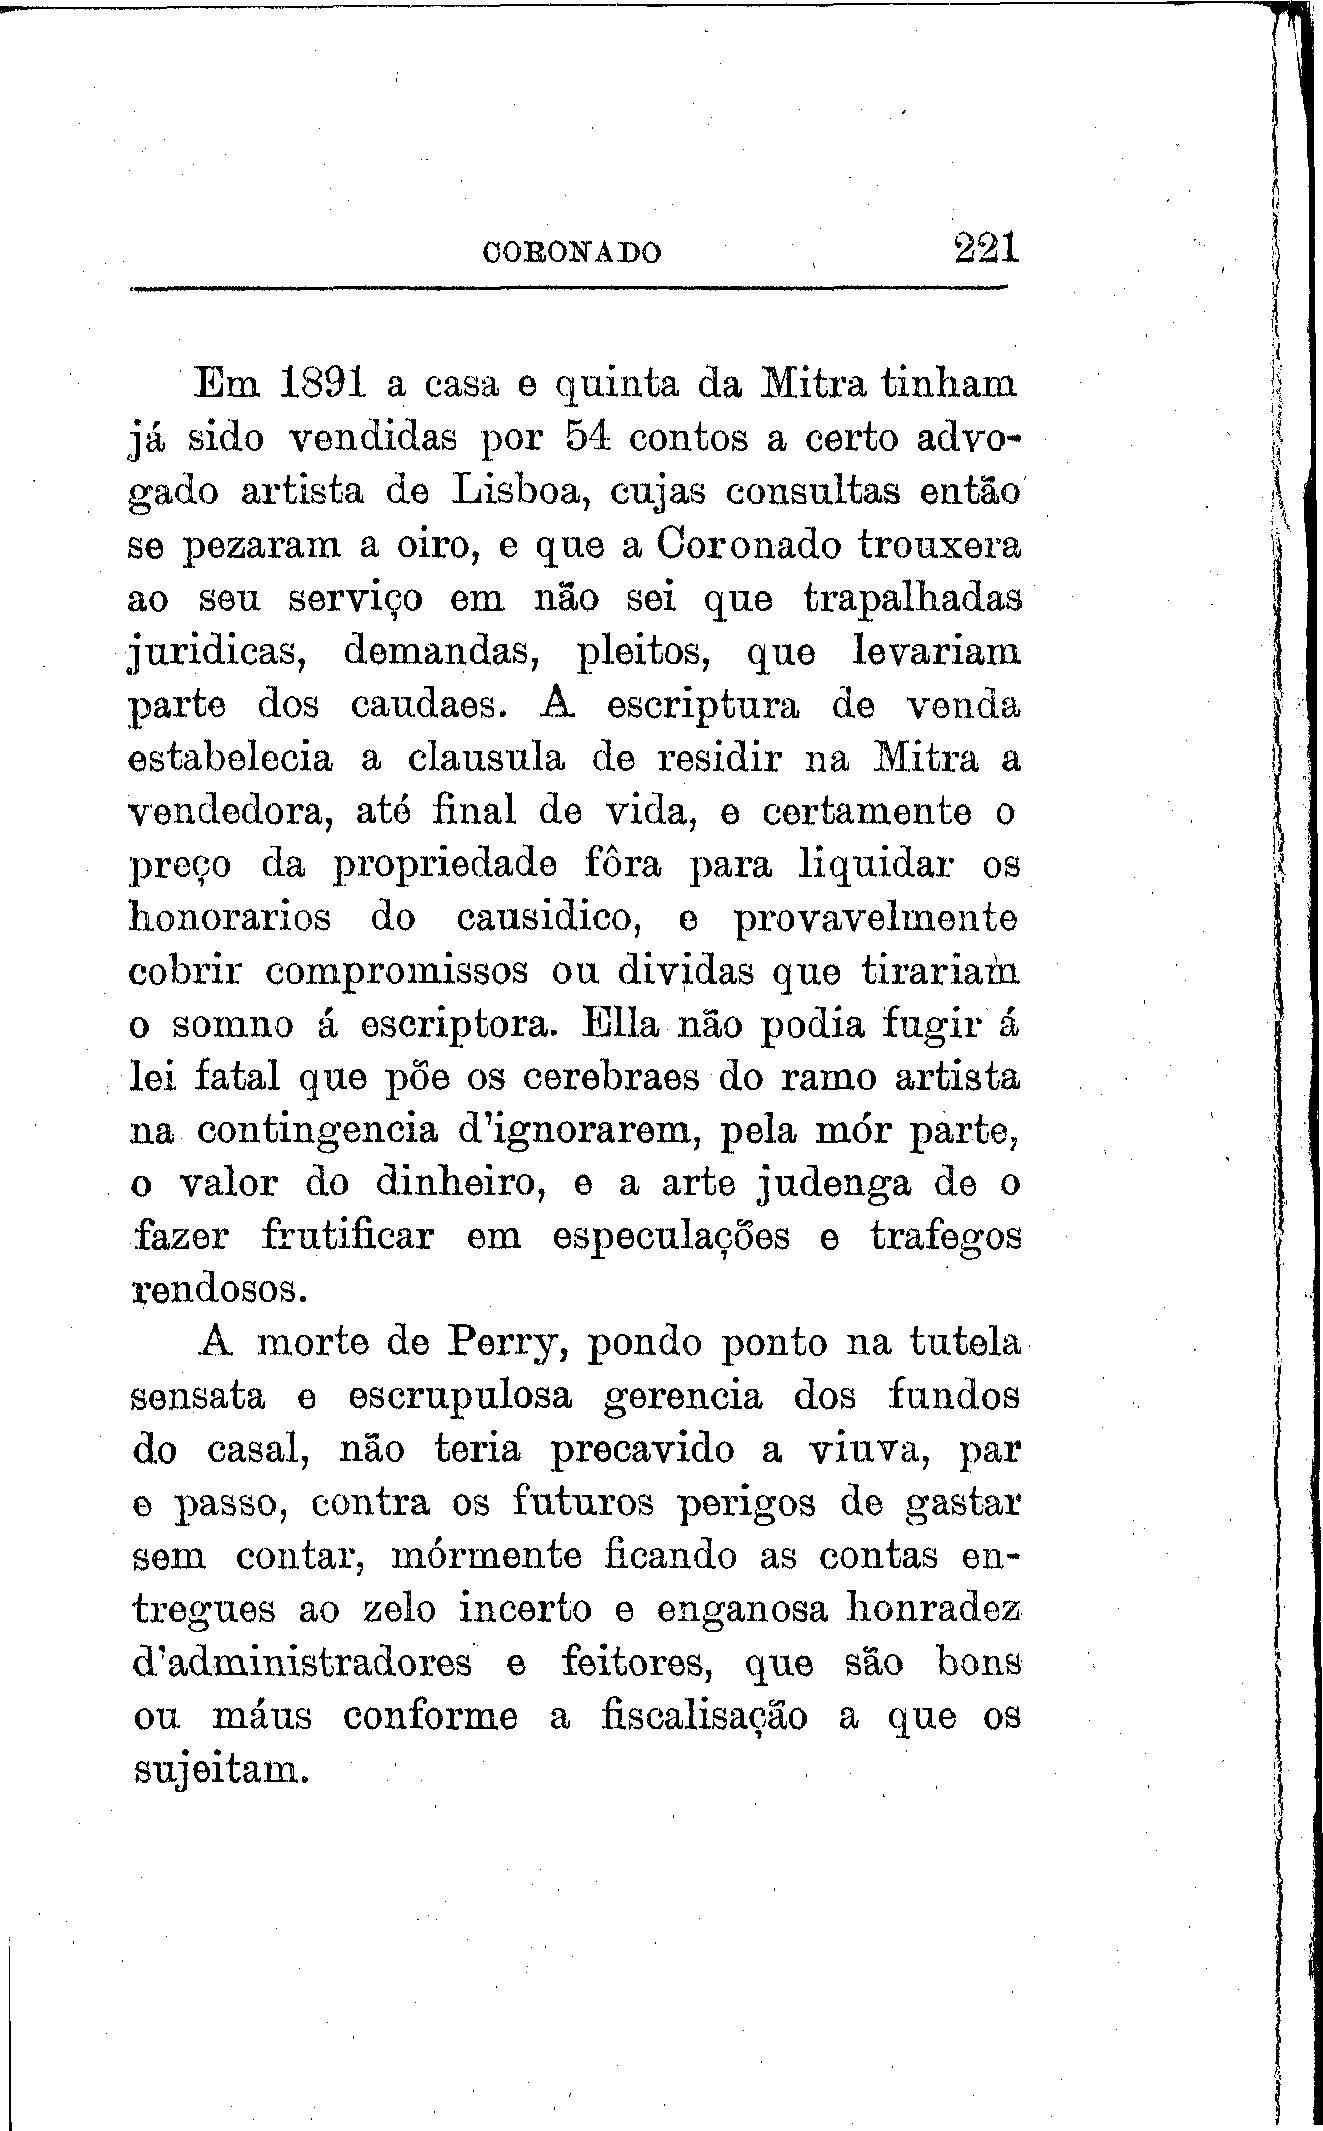 CORONADO 221
Em 1891 a casa e quinta da Mitra tinham
já sido vendidas por 54 contos a certo advo-
gado artista de Lisboa, cujas consultas então
se pezaram a oiro, e que a Coronado trouxera
ao seu serviço em não sei que trapalhadas
juridicas, demandas, pleitos, que levariam
parte dos caudaes. A escriptura de venda
estabelecia a clausula de residir na Mitra a
vendedora, até final de vida, e certamente o
preço da propriedade fôra para liquidar os
honorarios do causidico, e provavelmente
cobrir compromissos ou dividas que tirariam
o somno á escriptora. Ella não podia fugir á
lei fatal que põe os cerebraes do ramo artista
na contingencia d'ignorarem, pela mór parte,
o valor do dinheiro, e a arte judenga de o
fazer frutificar em especulações e trafegos
rendosos.
A morte de Perry, pondo ponto na tutela
sensata e escrupulosa gerencia dos fundos
do casal, não teria precavido a viuva, par
e passo, contra os futuros perigos de gastar
sem contar, mórmente ficando as contas en-
tregues ao zelo incerto e enganosa honradez
d'administradores e feitores, que são bons
ou máus conforme a fiscalisação a que os
sujeitam.